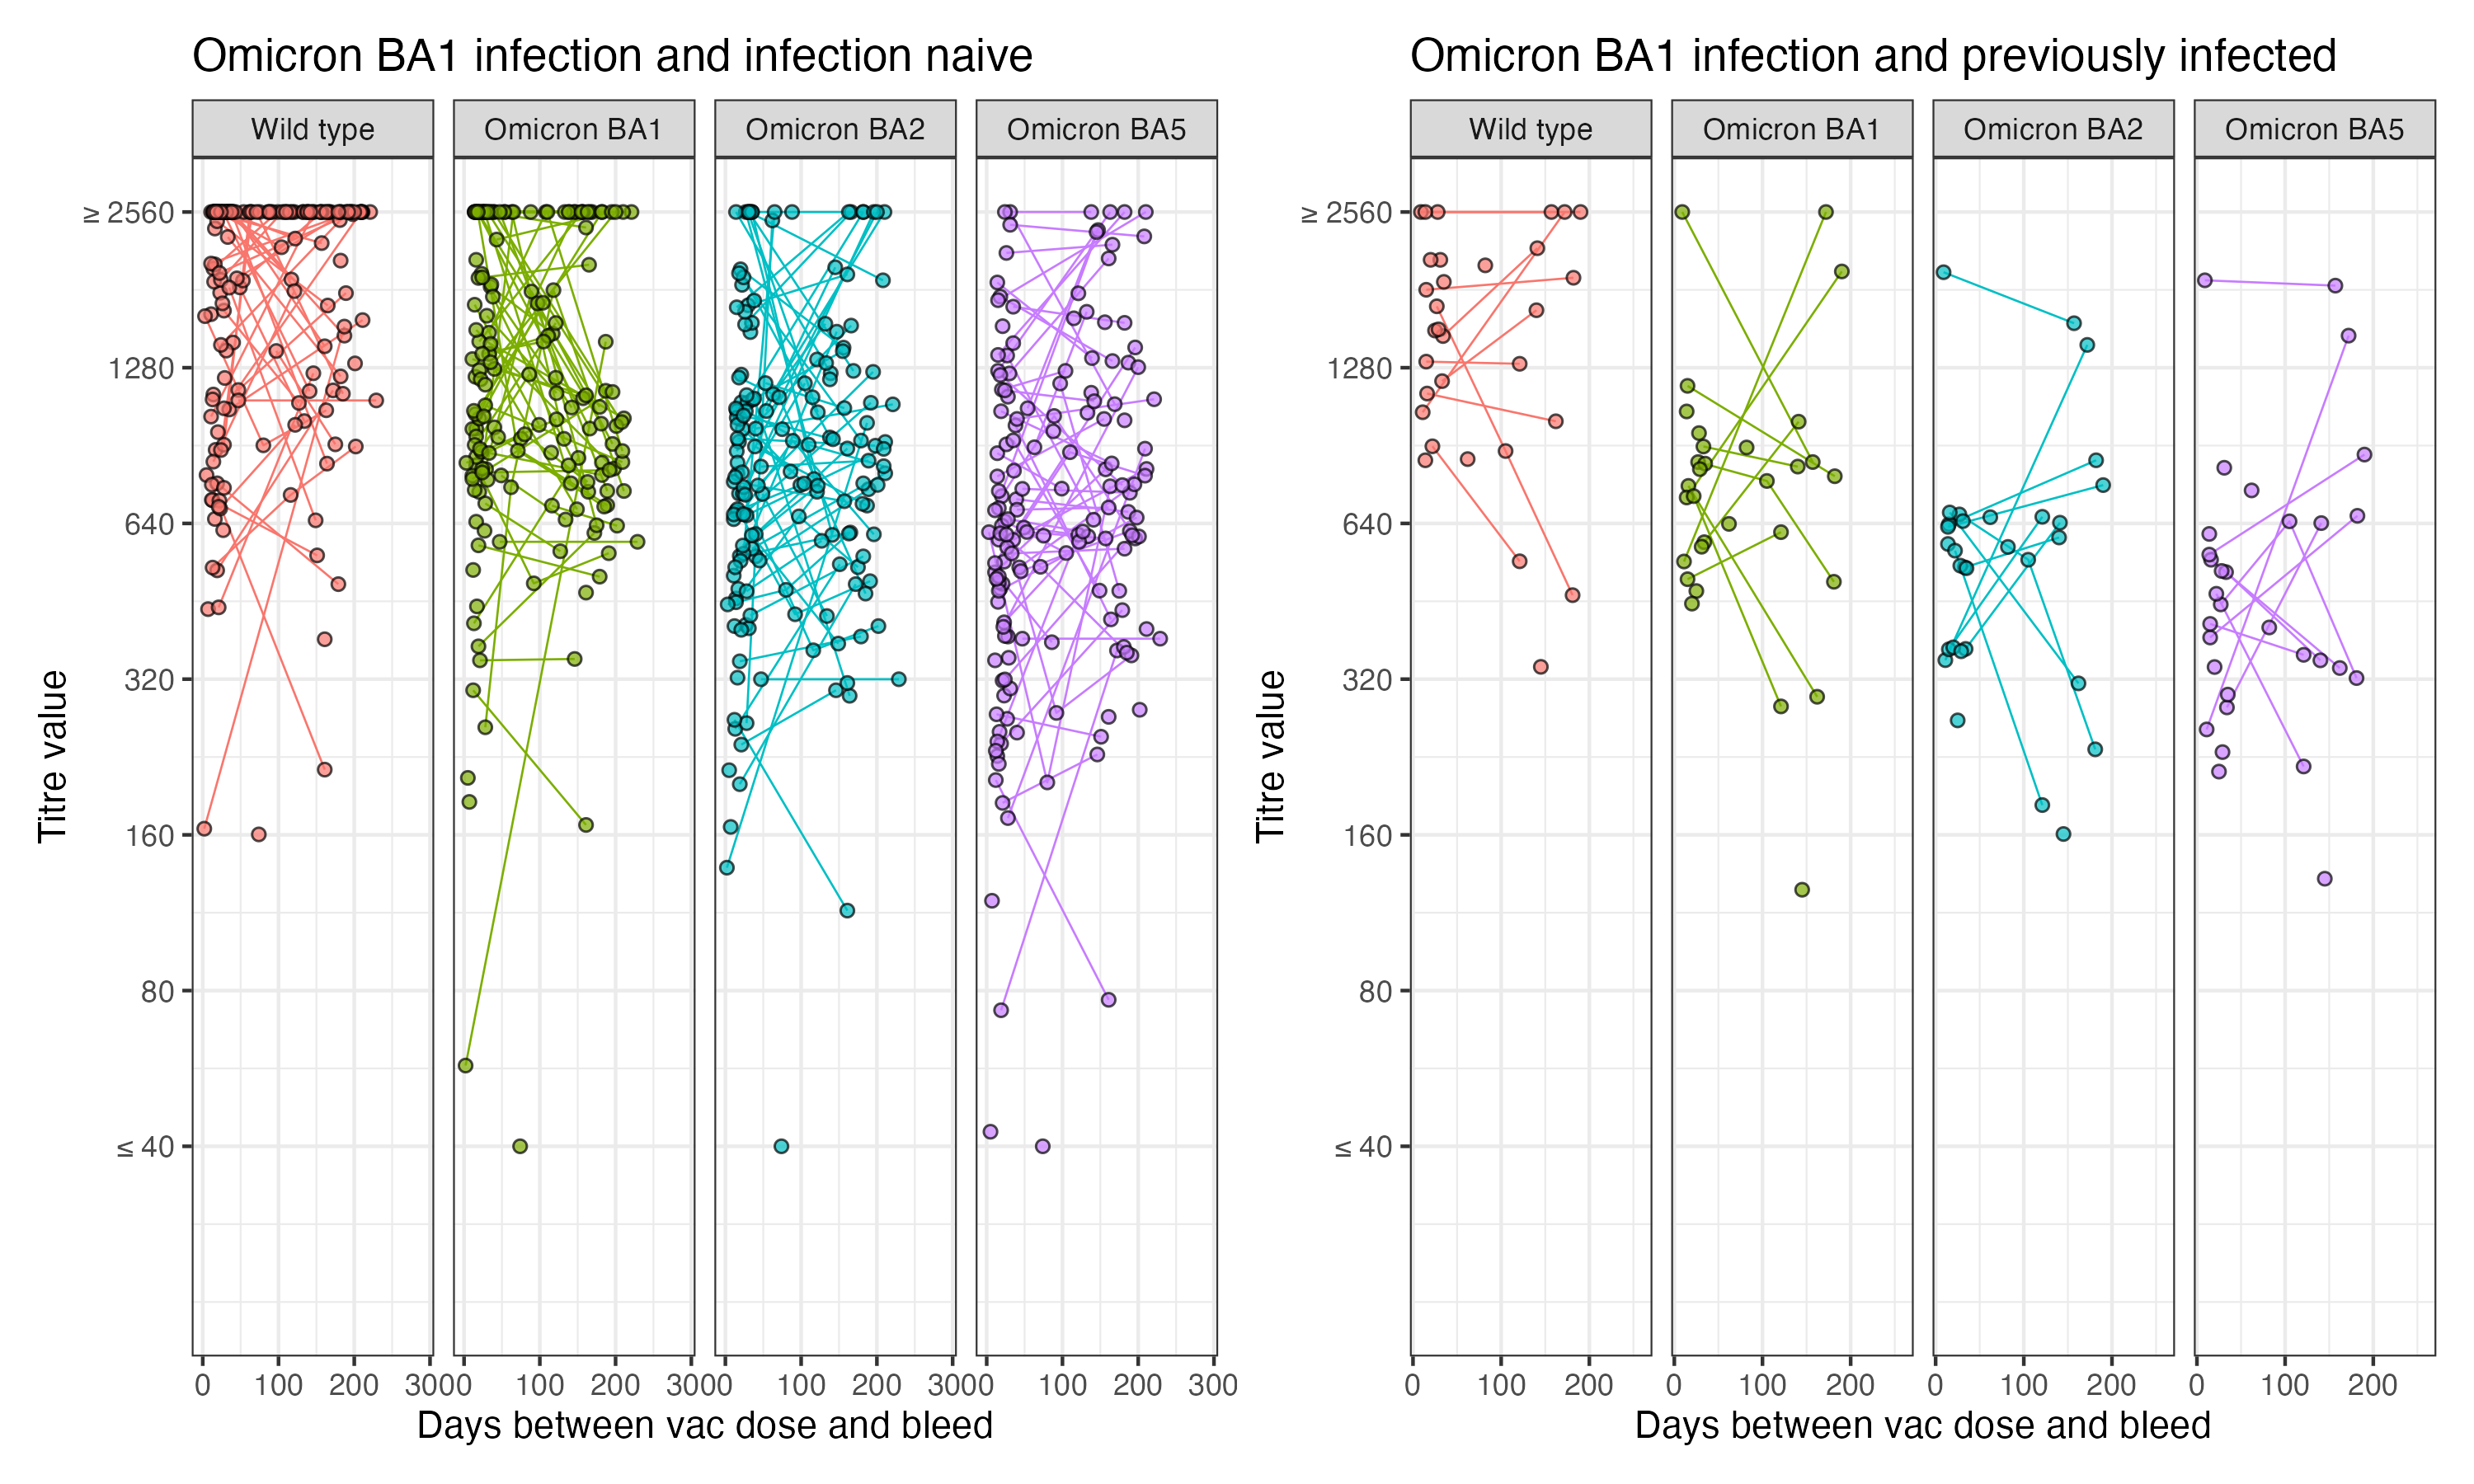 Omicron BA1 infection and infection naive
Wild type
Omicron BA1
Omicron BA2
Omicron BA5
Titre value
≥ 2560
1280
640
320
160
80
≤ 40
0 100 200 300
0 100 200 300
0 100 200 300
0 100 200 300
Days between vac dose and bleed
Omicron BA1 infection and previously infected
Wild type
Omicron BA1
Omicron BA2
Omicron BA5
Titre value
≥ 2560
1280
640
320
160
80
≤ 40
0 100 200
0 100 200
0 100 200
0 100 200
Days between vac dose and bleed